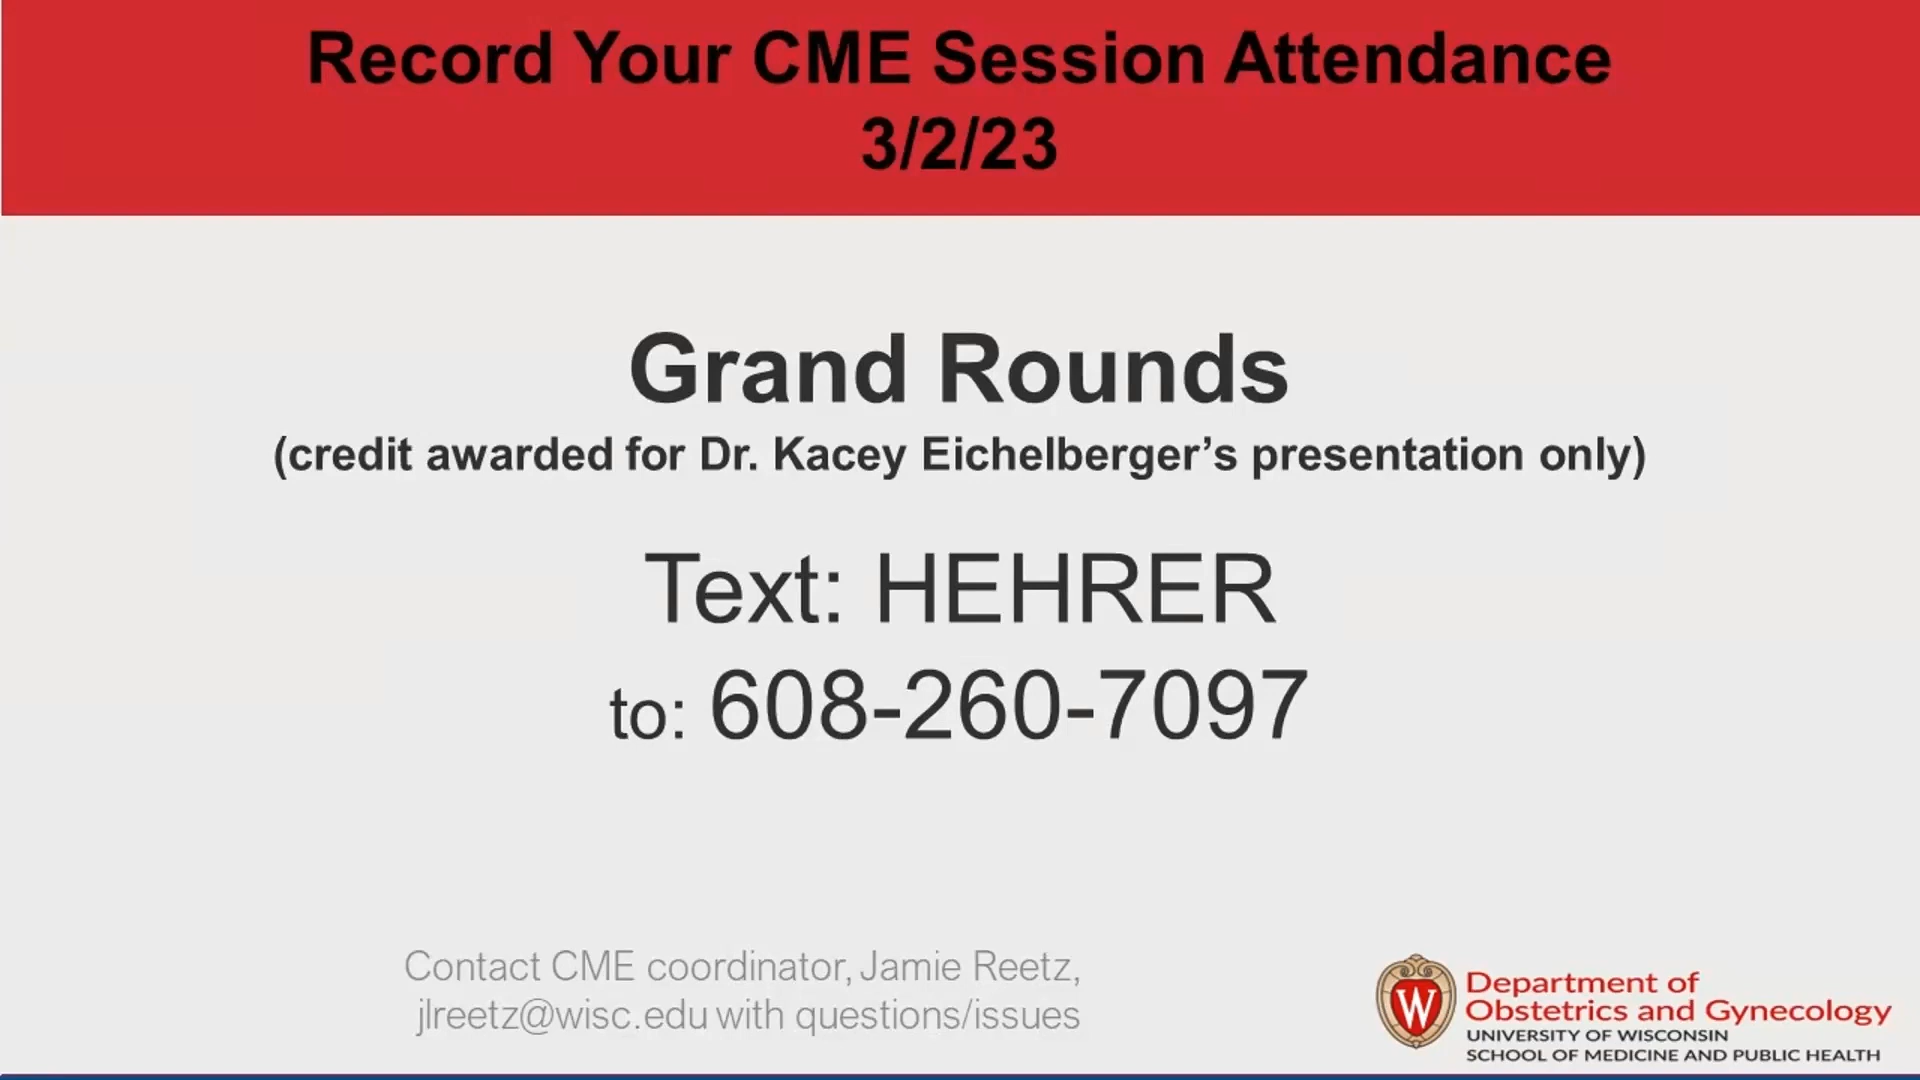 Record Your CME Session Attendance
3/2/23
Grand Rounds
(credit awarded for Dr. Kacey Eichelberger’s presentation only)
Text: HEHRER
to: 608-260-7097
Contact CME coordinator, Jamie Reetz,
jlreetz@wisc.edu with questions/issues
W
Department of
Obstetrics and Gynecology
UNIVERSITY OF WISCONSIN
SCHOOL OF MEDICINE AND PUBLIC HEALTH